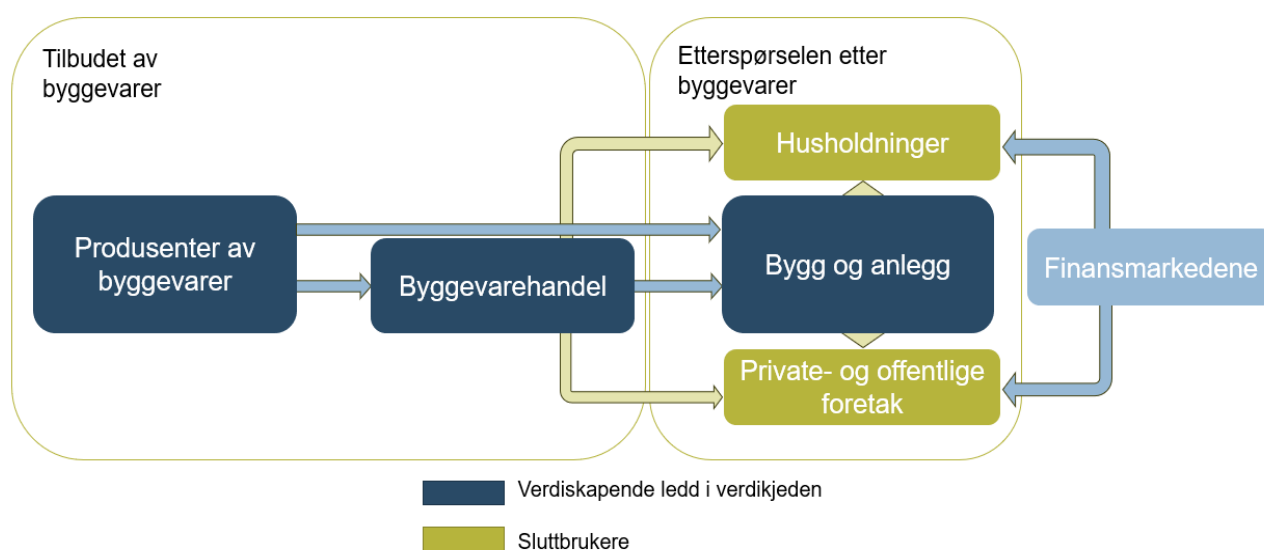 Tilbudet av
byggevarer
Etterspørselen etter
byggevarer
Husholdninger
Produsenter av
byggevarer
Byggevarehandel
Bygg og anlegg
Finansmarkedene
Private- og offentlige
foretak
Verdiskapende ledd i verdikjeden
Sluttbrukere